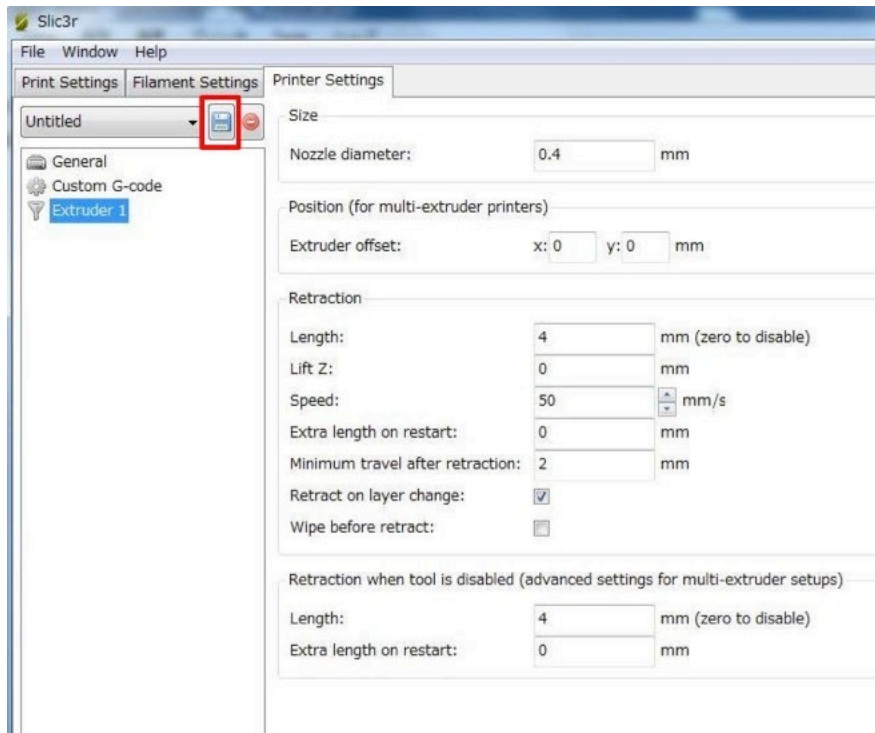 Slic3r
File Window Help
Print Settings Filament Settings Printer Settings
Untitled
General
Custom G-code
Extruder 1
Size
Nozzle diameter: 0.4 mm
Position (for multi-extruder printers)
Extruder offset: x: 0 y: 0 mm
Retraction
Length: 4 mm (zero to disable)
Lift Z: 0 mm
Speed: 50 mm/s
Extra length on restart: 0 mm
Minimum travel after retraction: 2 mm
Retract on layer change:
Wipe before retract:
Retraction when tool is disabled (advanced settings for multi-extruder setups)
Length: 4 mm (zero to disable)
Extra length on restart: 0 mm